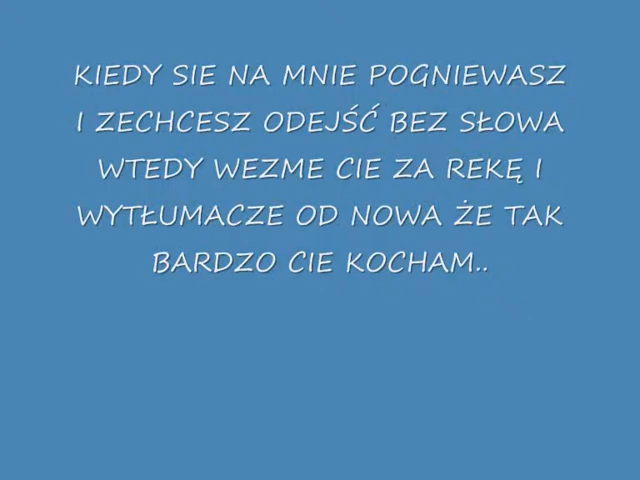 KIEDY SIE NA MNIE POGNIEWASZ
I ZECHCESZ ODEJŚĆ BEZ SŁOWA
WTEDY WEZME CIE ZA REKĘ I
WYTŁUMACZE OD NOWA ŻE TAK
BARDZO CIE KOCHAM..